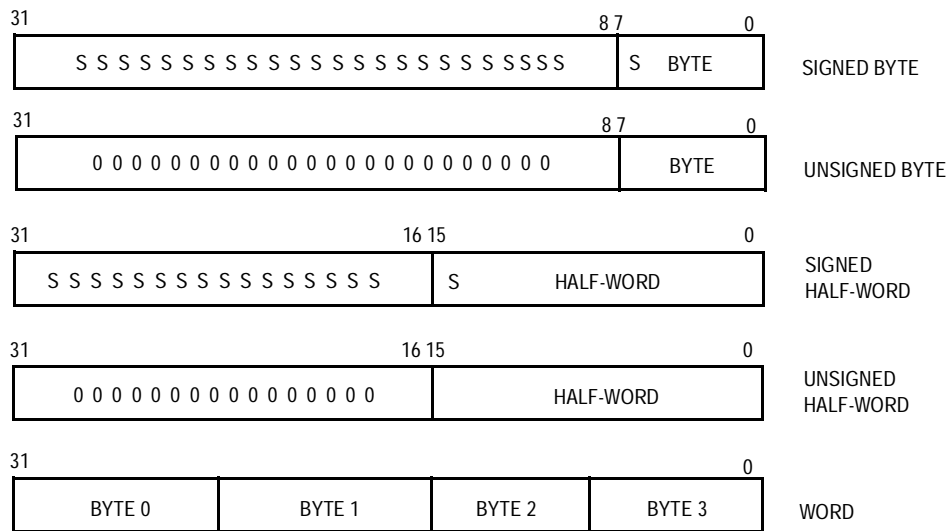 31 8 7 0
S S S S S S S S S S S S S S S S S S S S S S S S S BYTE SIGNED BYTE
31 8 7 0
0 0 0 0 0 0 0 0 0 0 0 0 0 0 0 0 0 0 0 0 0 0 0 0 BYTE UNSIGNED BYTE
31 16 15 0
S S S S S S S S S S S S S S S S S HALF-WORD SIGNED
HALF-WORD
31 16 15 0
0 0 0 0 0 0 0 0 0 0 0 0 0 0 0 0 HALF-WORD UNSIGNED
HALF-WORD
31 0
BYTE 0 BYTE 1 BYTE 2 BYTE 3 WORD